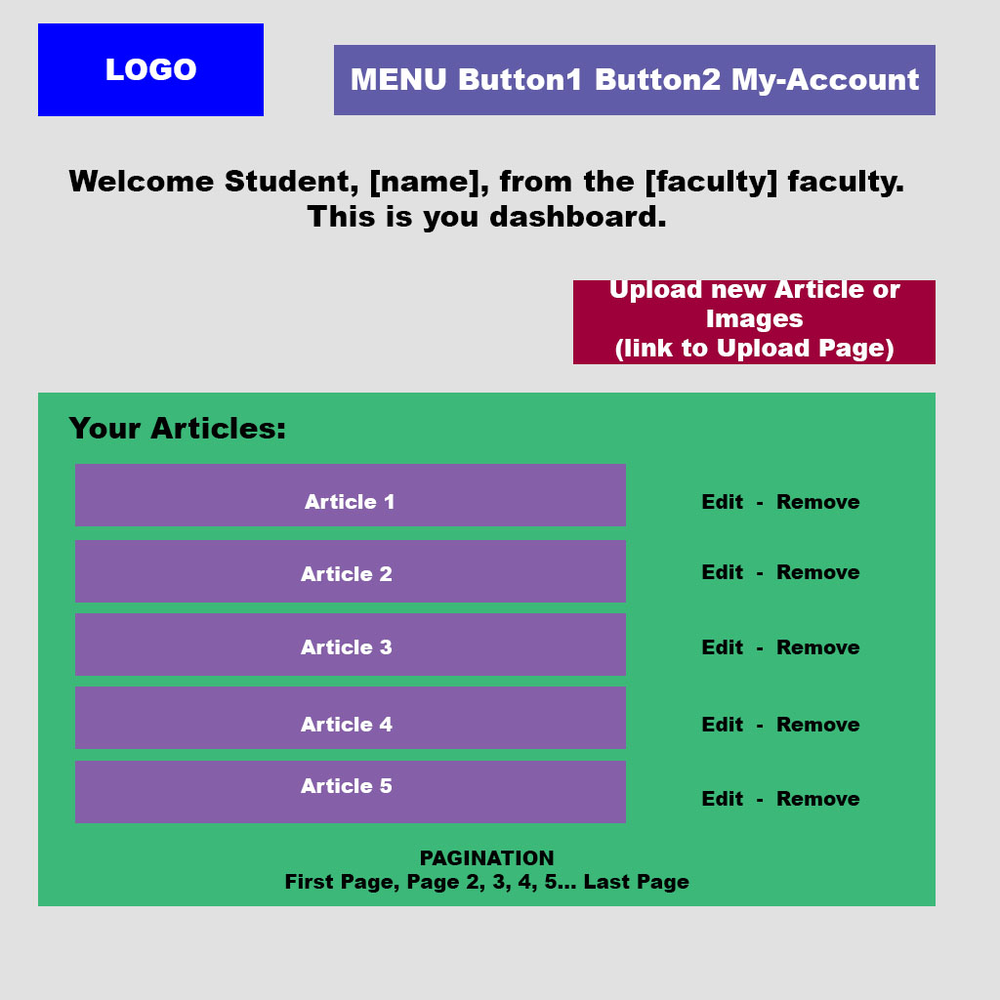 LOGO
MENU Button1 Button2 My-Account
Welcome Student, [name], from the [faculty] faculty.
This is you dashboard.
Upload new Article or
Images
(link to Upload Page)
Your Articles:
Article 1
Edit - Remove
Article 2
Edit - Remove
Article 3
Edit - Remove
Article 4
Edit - Remove
Article 5
Edit - Remove
PAGINATION
First Page, Page 2, 3, 4, 5... Last Page